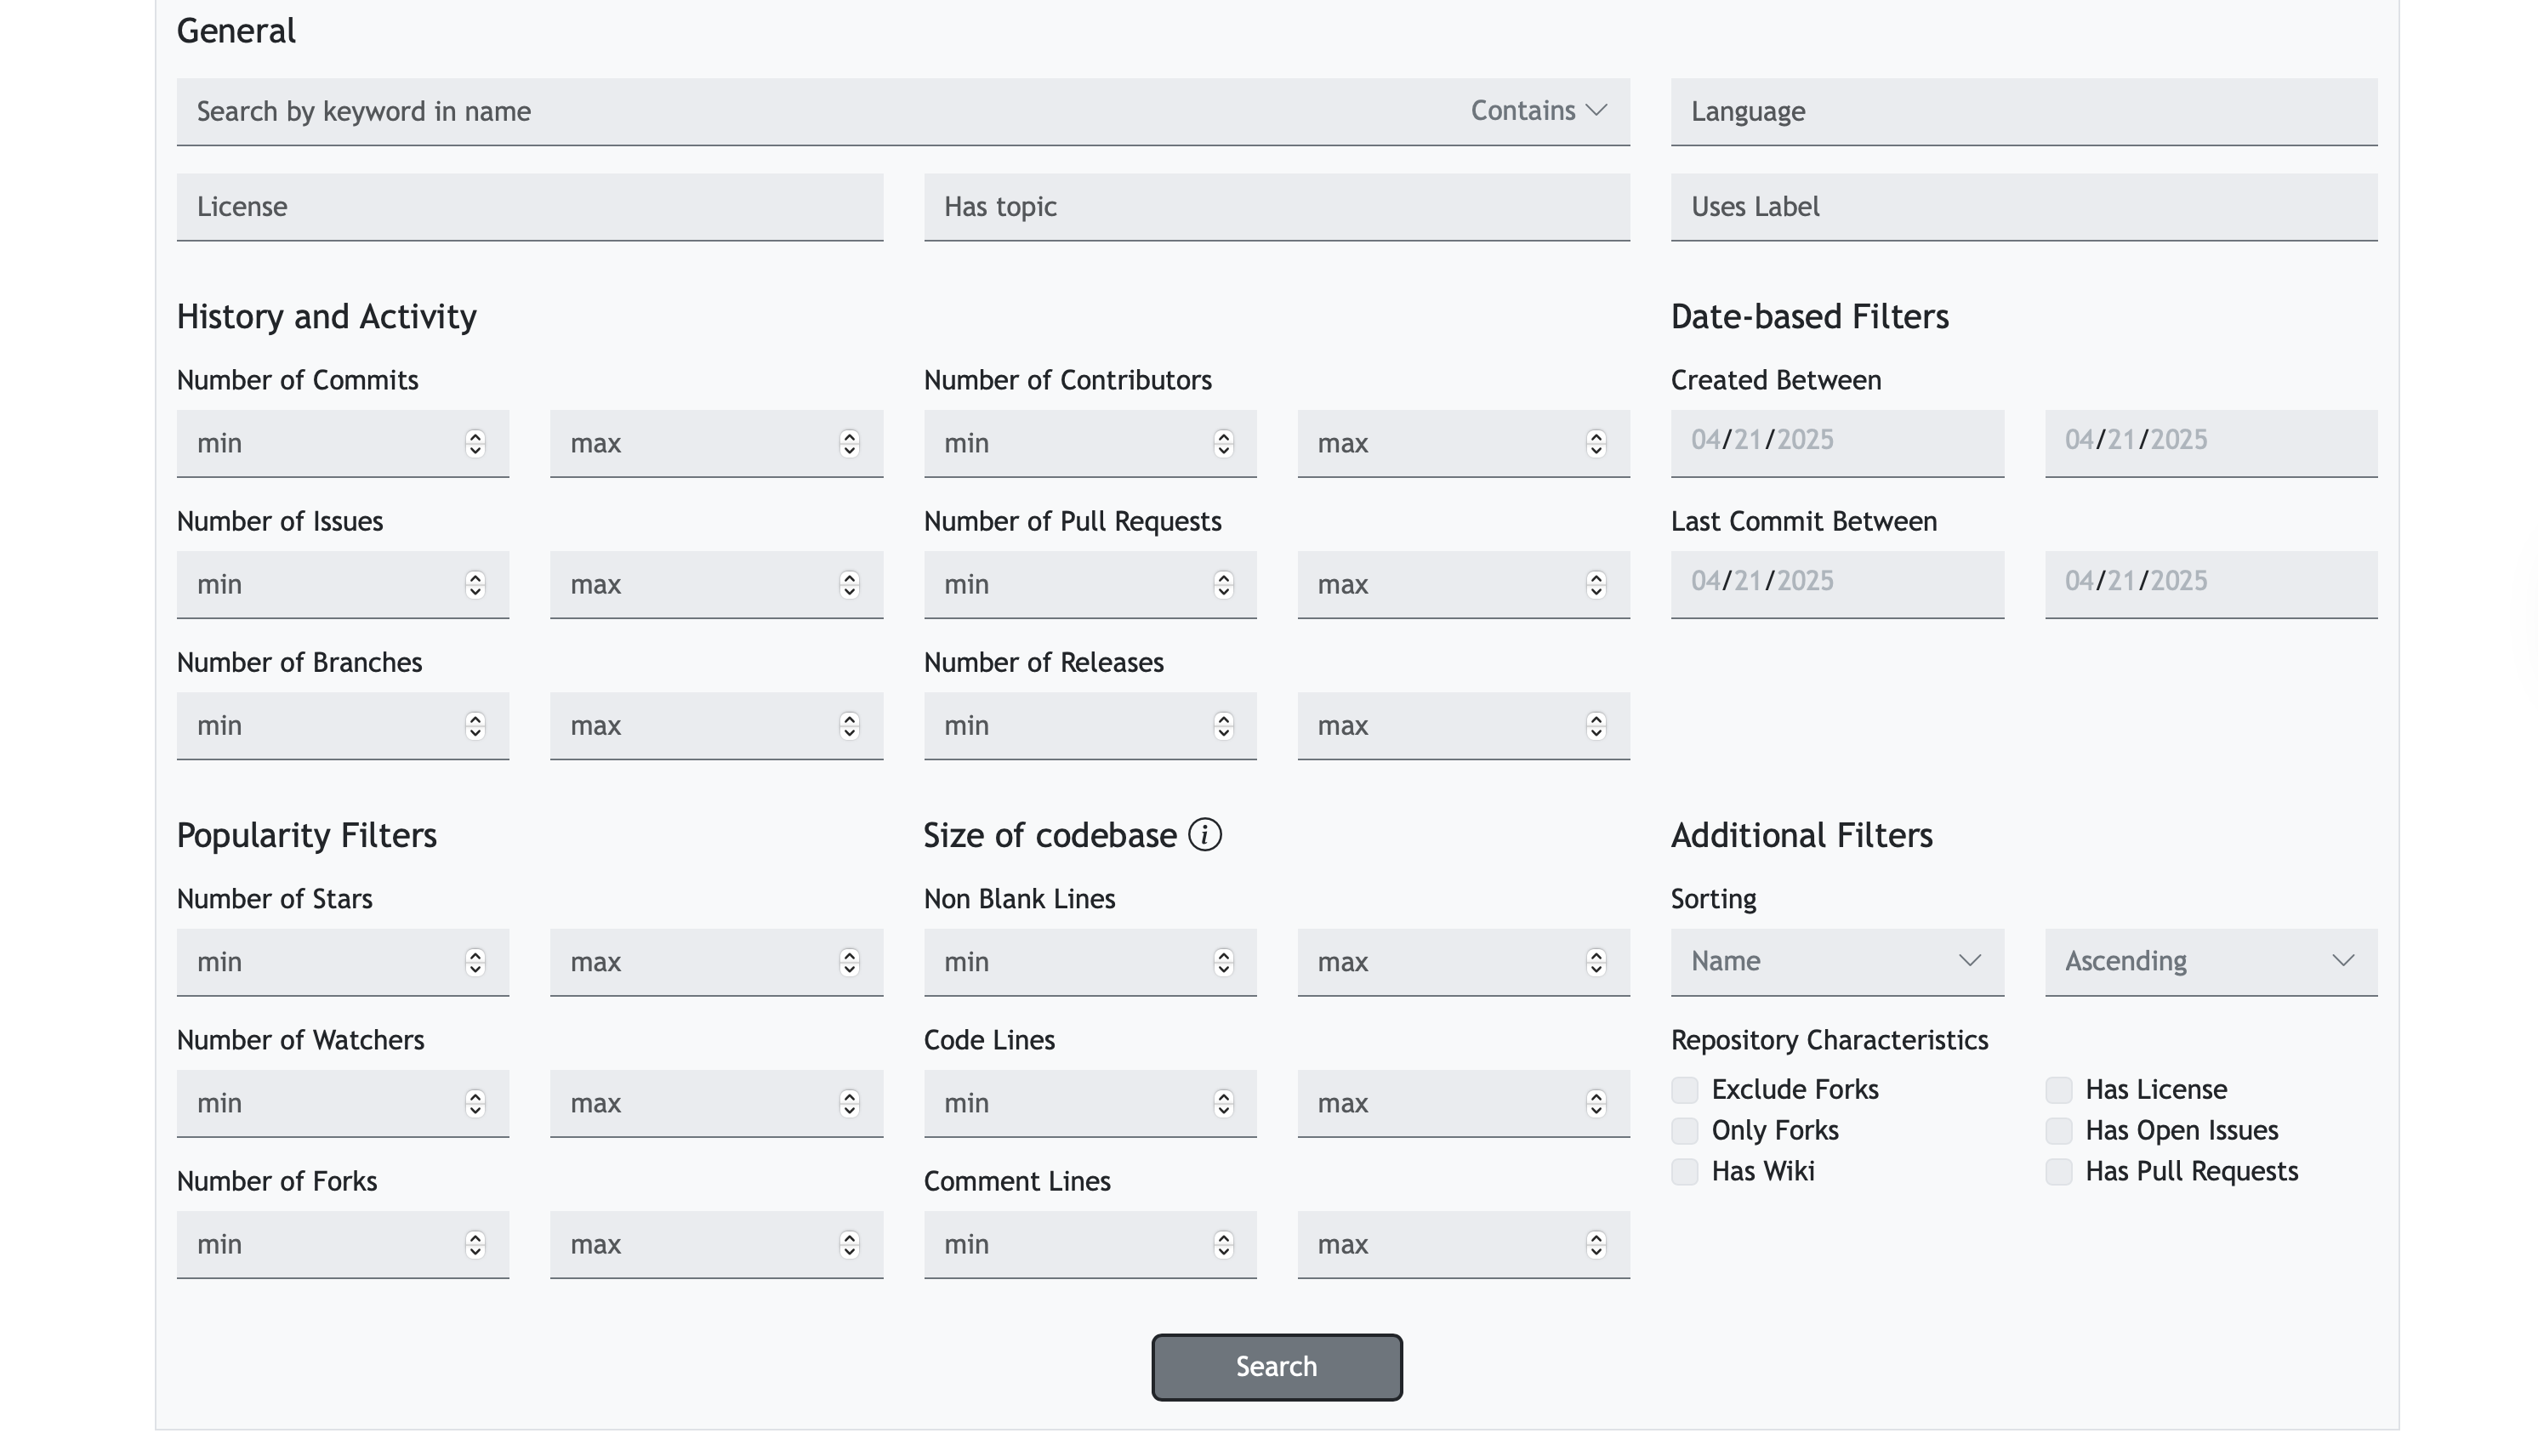 General
Search by keyword in name Contains Language
License Has topic Uses Label
History and Activity Date-based Filters
Number of Commits Number of Contributors Created Between
min max min max 04/21/2025 04/21/2025
Number of Issues Number of Pull Requests Last Commit Between
min max min max 04/21/2025 04/21/2025
Number of Branches Number of Releases
min max min max
Popularity Filters Size of codebase i Additional Filters
Number of Stars Non Blank Lines Sorting
min max min max Name Ascending
Number of Watchers Code Lines Repository Characteristics
min max min max Exclude Forks Has License
Only Forks Has Open Issues
Number of Forks Comment Lines Has Wiki Has Pull Requests
min max min max
Search